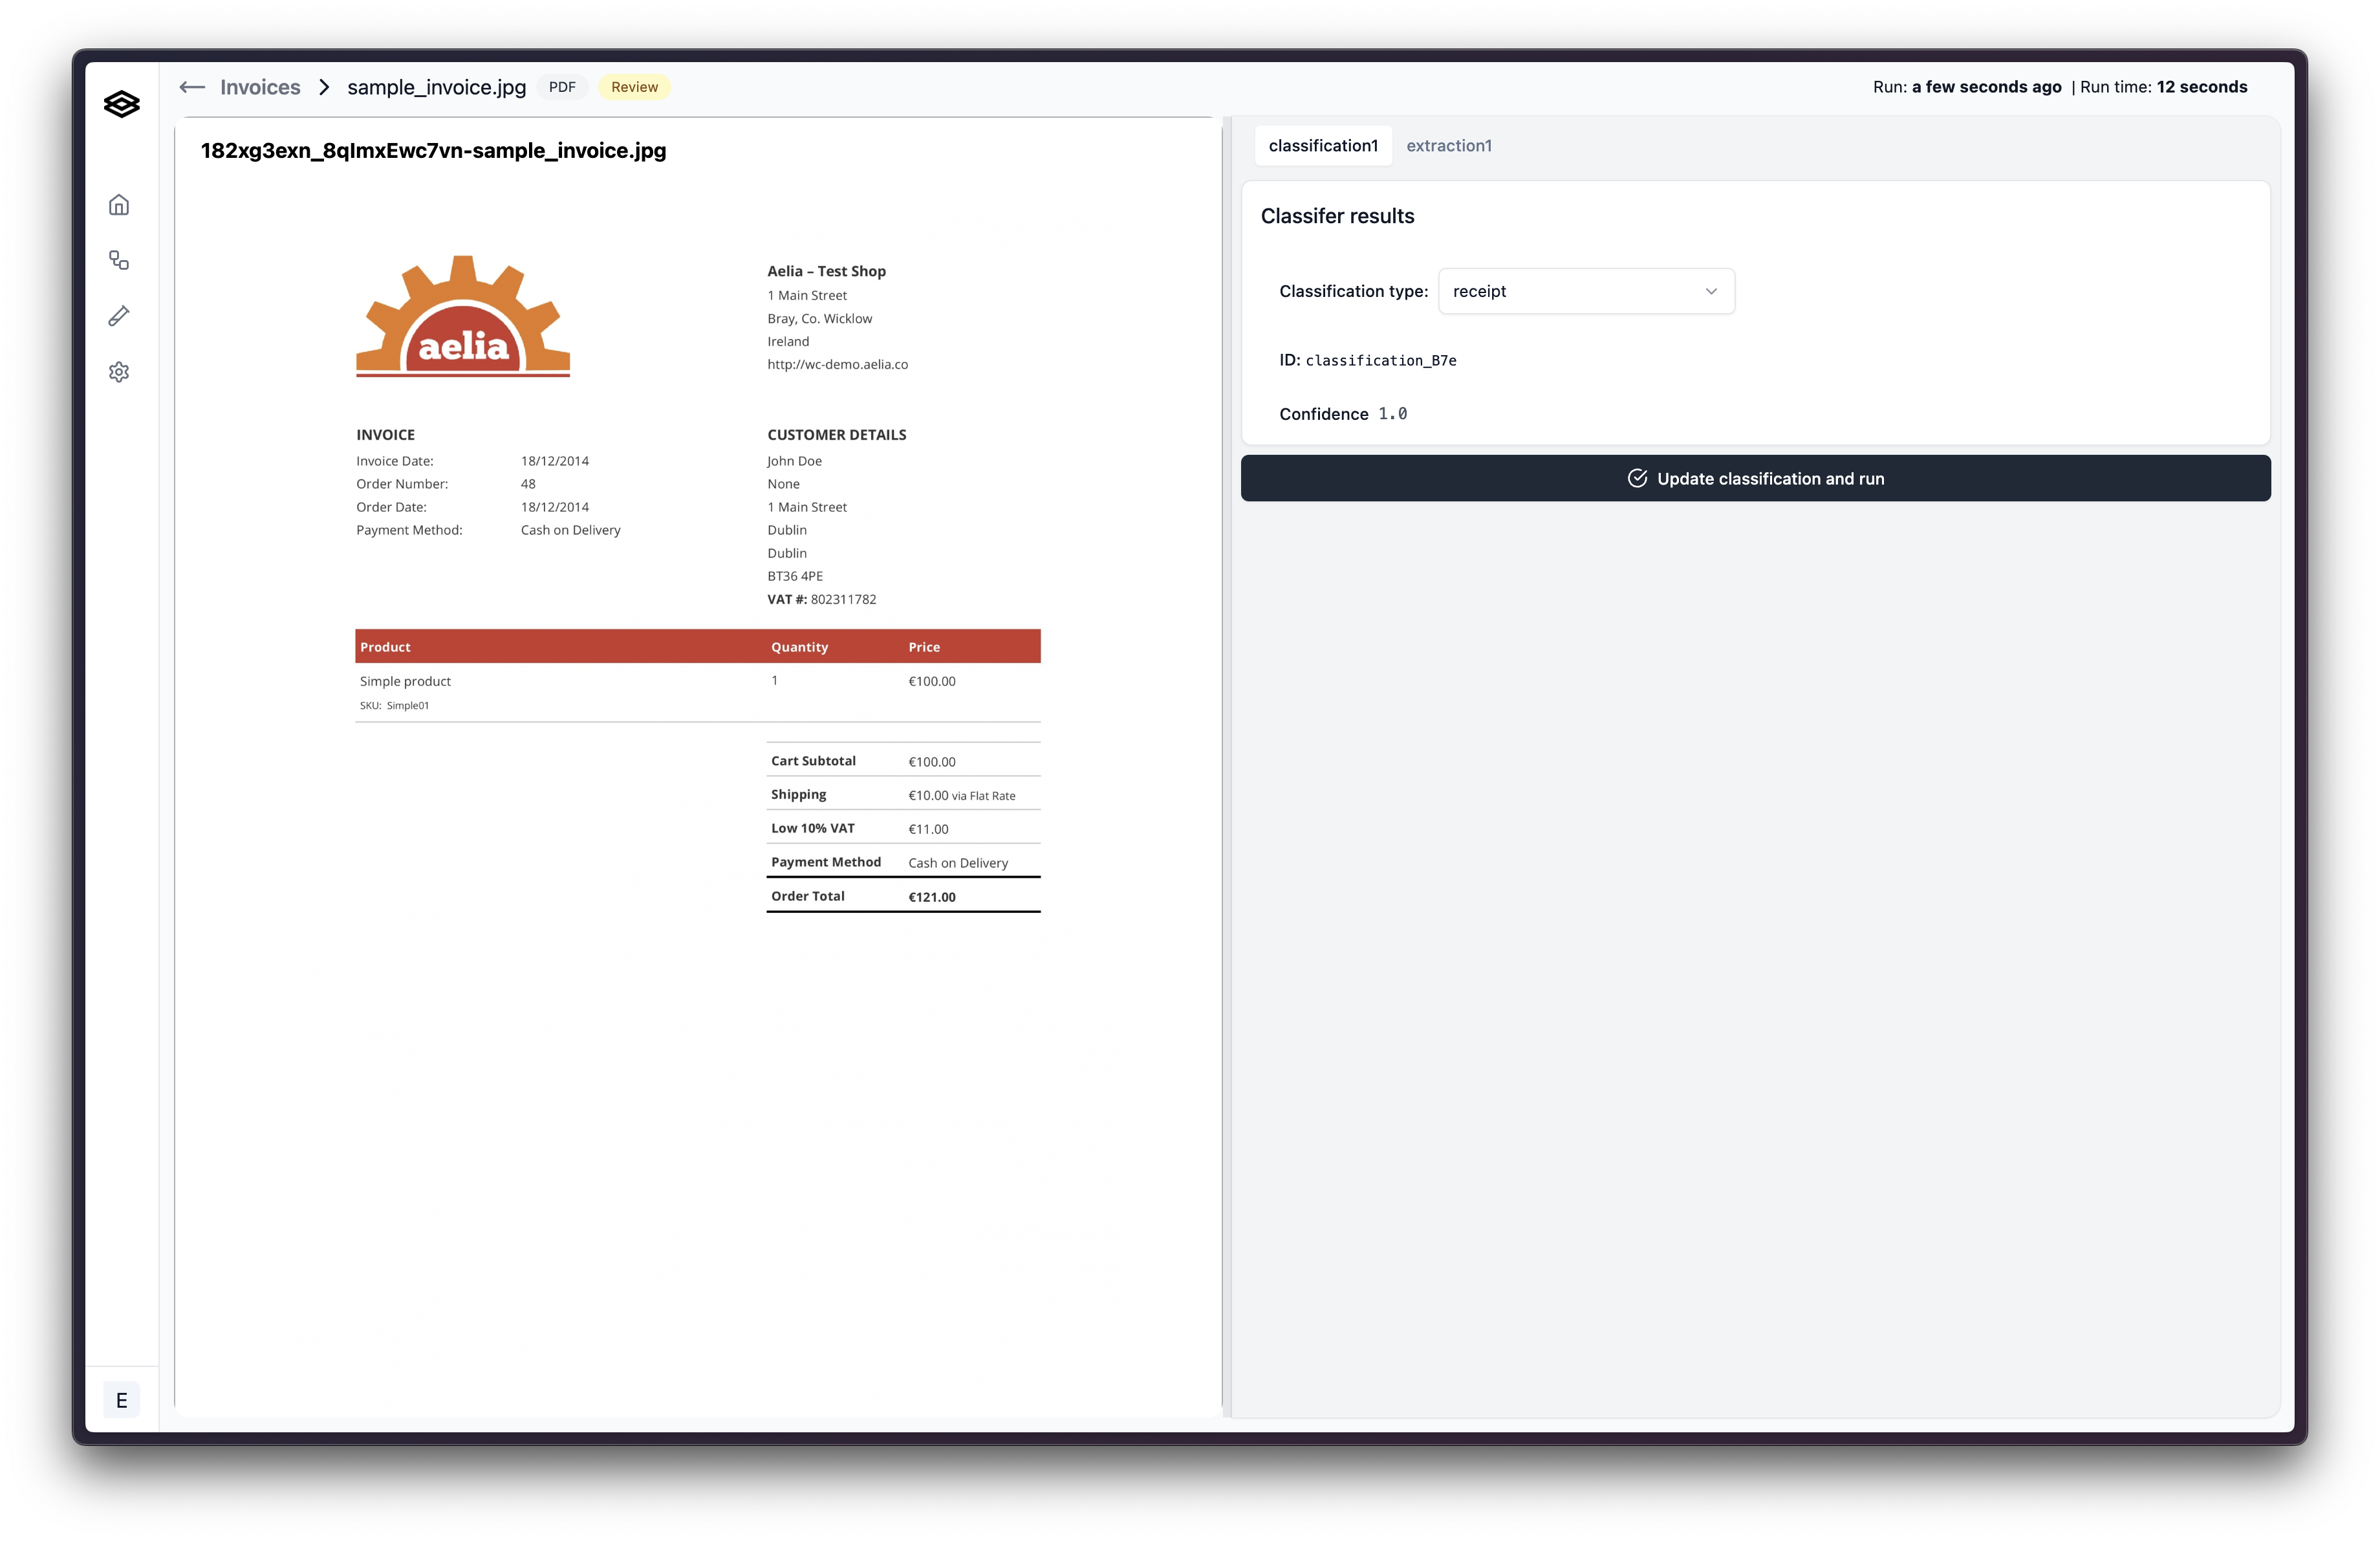 Invoices > sample_invoice.jpg PDF Review
Run: a few seconds ago | Run time: 12 seconds
182xg3exn_8qImxEwc7vn-sample_invoice.jpg
aelia
Aelia – Test Shop
1 Main Street
Bray, Co. Wicklow
Ireland
http://wc-demo.aelia.co
INVOICE
Invoice Date: 18/12/2014
Order Number: 48
Order Date: 18/12/2014
Payment Method: Cash on Delivery
CUSTOMER DETAILS
John Doe
None
1 Main Street
Dublin
Dublin
BT36 4PE
VAT #: 802311782
Product Quantity Price
Simple product 1 €100.00
SKU: Simple01
Cart Subtotal €100.00
Shipping €10.00 via Flat Rate
Low 10% VAT €11.00
Payment Method Cash on Delivery
Order Total €121.00
classification1 extraction1
Classifer results
Classification type: receipt
ID: classification_B7e
Confidence 1.0
Update classification and run
E